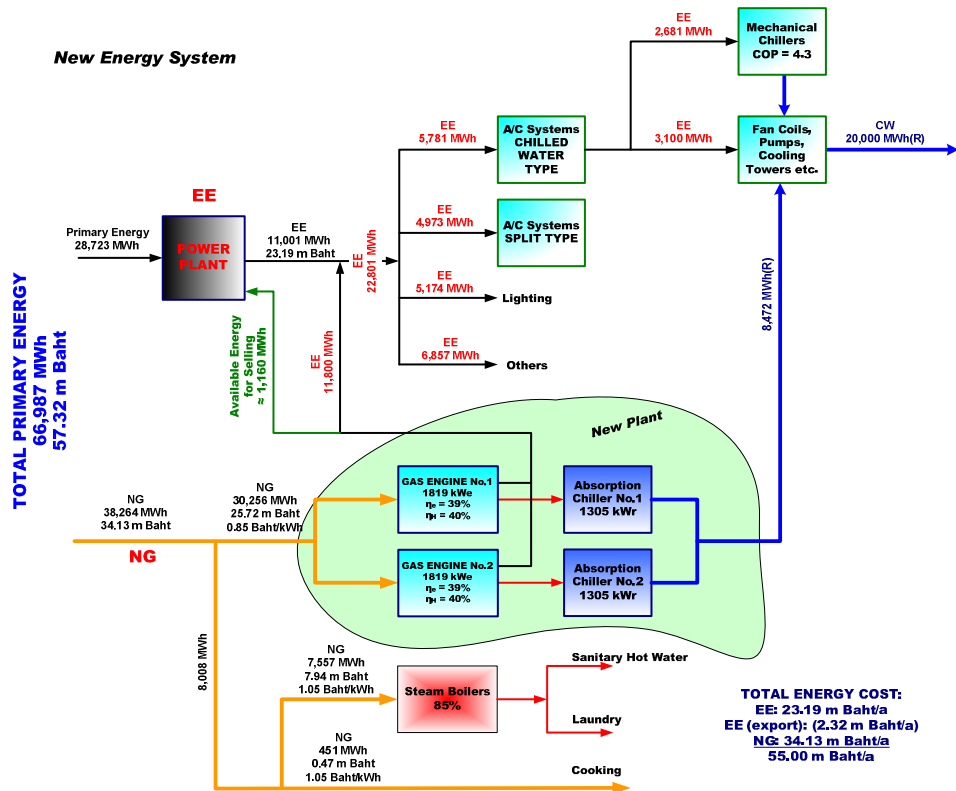 New Energy System
EE
2,681 MWh
Mechanical
Chillers
COP = 4.3
EE
5,781 MWh
A/C Systems
CHILLED
WATER
TYPE
EE
3,100 MWh
Fan Coils,
Pumps,
Cooling
Towers etc.
CW
20,000 MWh(R)
EE
Primary Energy
28,723 MWh
POWER
PLANT
EE
11,001 MWh
23.19 m Baht
EE
22,801 MWh
EE
4,973 MWh
A/C Systems
SPLIT TYPE
EE
5,174 MWh
Lighting
EE
6,857 MWh
Others
8,472 MWh(R)
TOTAL PRIMARY ENERGY
66,987 MWh
57.32 m Baht
Available Energy
for Selling
≈ 1,160 MWh
EE
11,800 MWh
New Plant
NG
38,264 MWh
34.13 m Baht
NG
NG
30,256 MWh
25.72 m Baht
0.85 Baht/kWh
GAS ENGINE No.1
1819 kWe
ηe = 39%
ηH = 40%
Absorption
Chiller No.1
1305 kWr
GAS ENGINE No.2
1819 kWe
ηe = 39%
ηH = 40%
Absorption
Chiller No.2
1305 kWr
8,008 MWh
NG
7,557 MWh
7.94 m Baht
1.05 Baht/kWh
Steam Boilers
85%
Sanitary Hot Water
Laundry
NG
451 MWh
0.47 m Baht
1.05 Baht/kWh
Cooking
TOTAL ENERGY COST:
EE: 23.19 m Baht/a
EE (export): (2.32 m Baht/a)
NG: 34.13 m Baht/a
55.00 m Baht/a